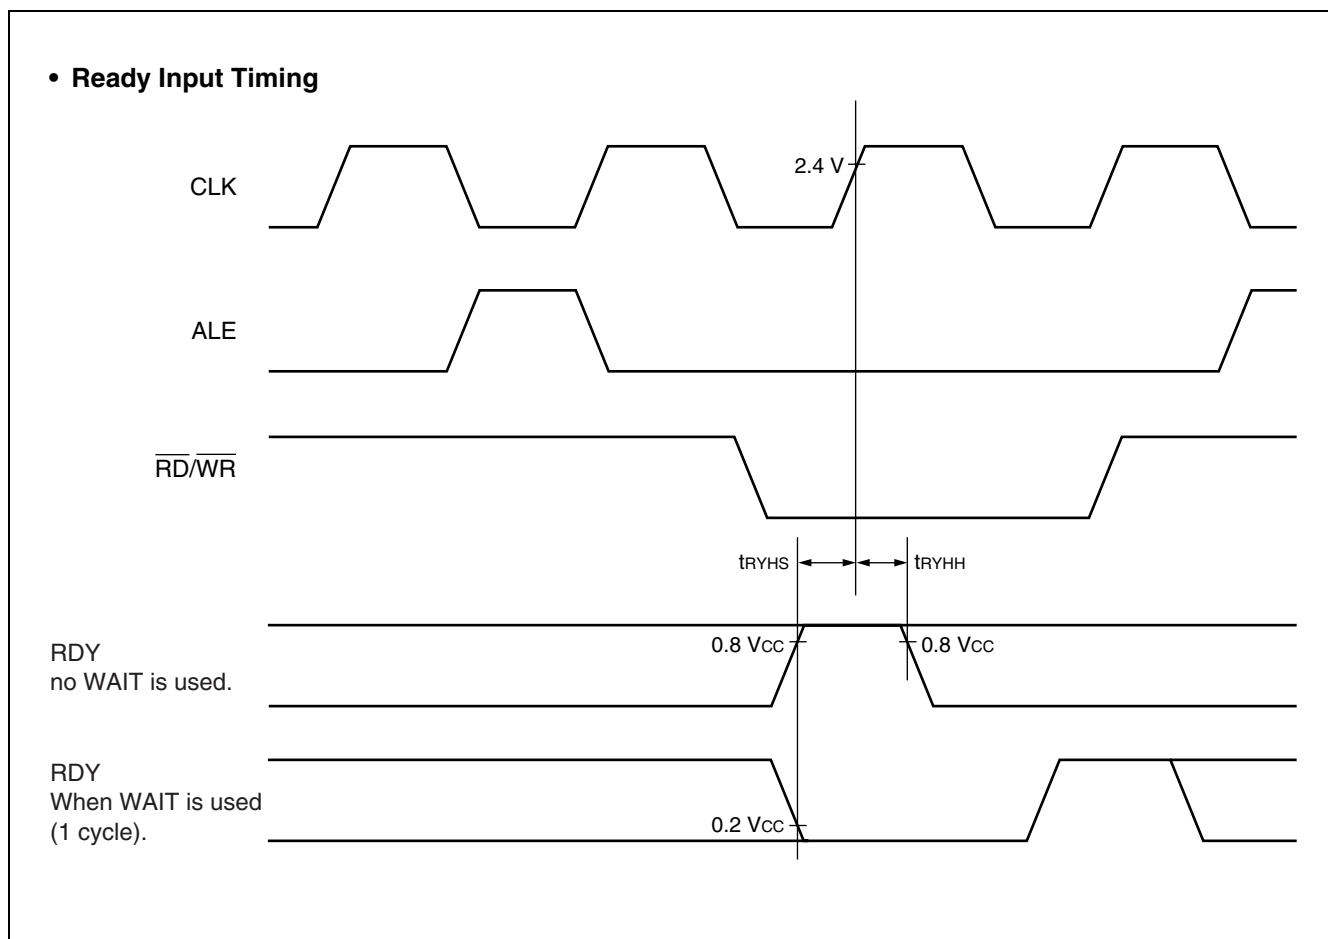 • Ready Input Timing
CLK
2.4 V
ALE
RD/WR
tRYHS
tRYHH
RDY
no WAIT is used.
0.8 VCC
0.8 VCC
RDY
When WAIT is used
(1 cycle).
0.2 VCC